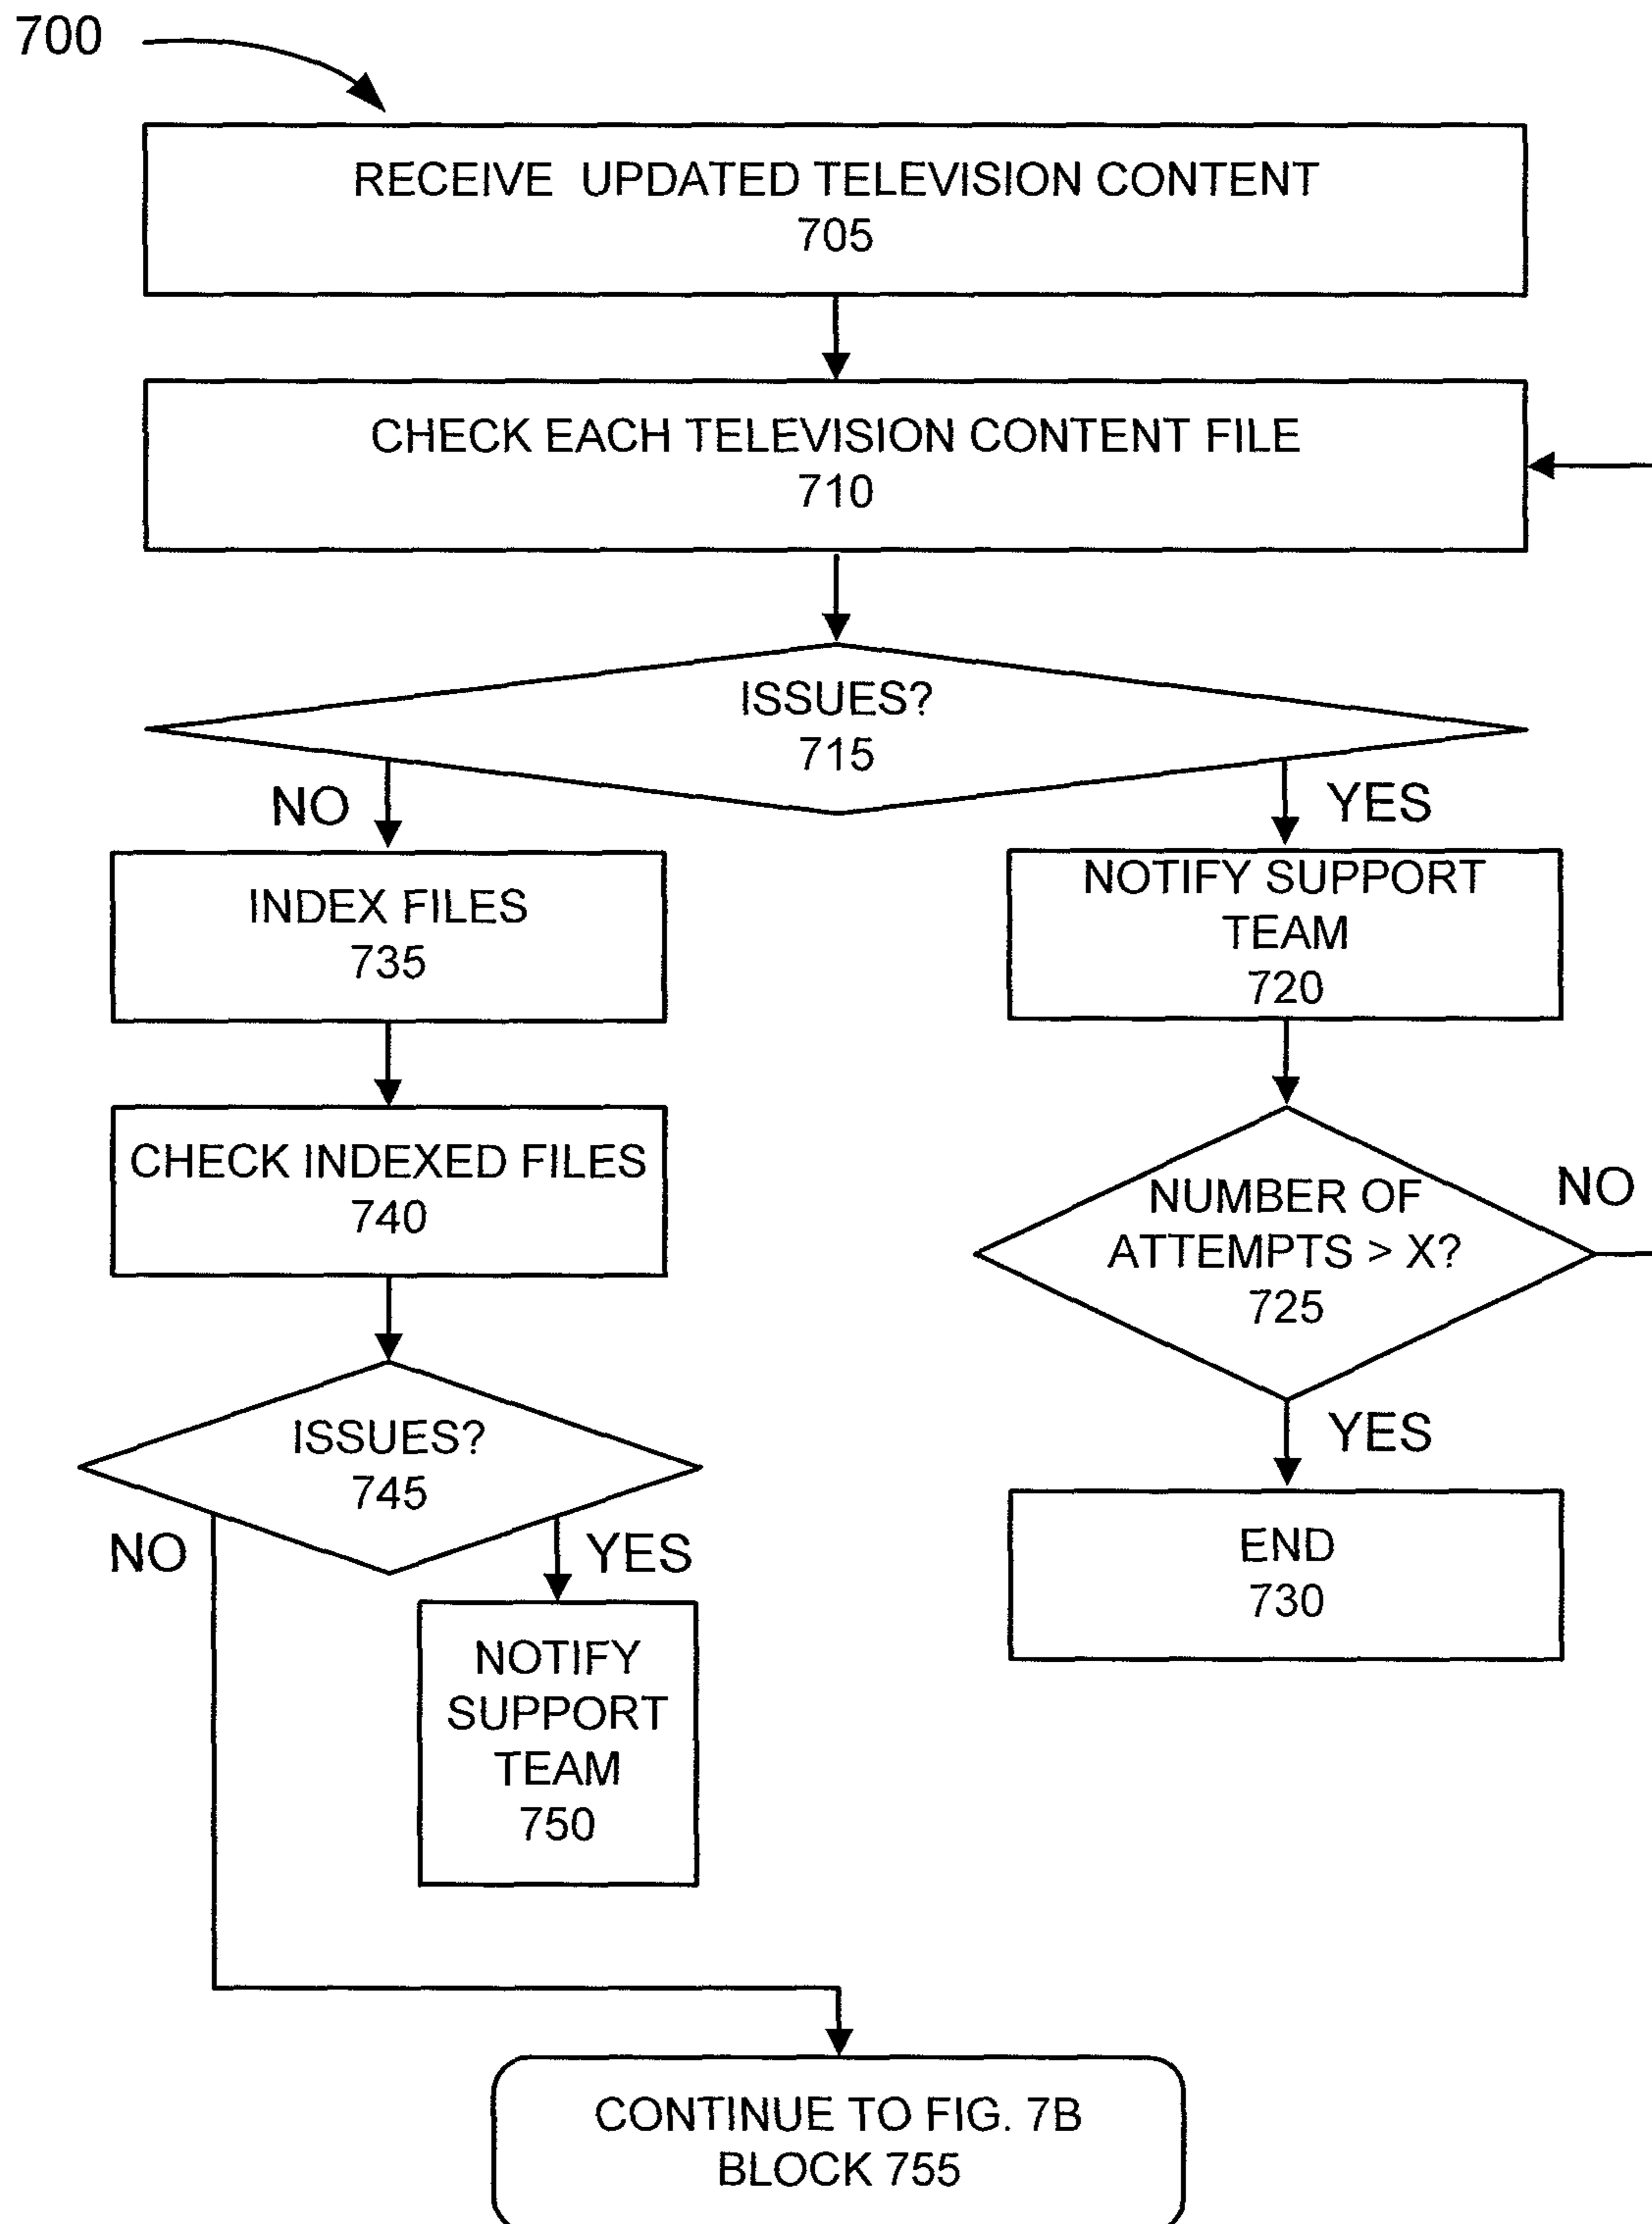 700
RECEIVE UPDATED TELEVISION CONTENT
705
CHECK EACH TELEVISION CONTENT FILE
710
ISSUES?
715
NO
YES
INDEX FILES
735
NOTIFY SUPPORT
TEAM
720
CHECK INDEXED FILES
740
NUMBER OF
ATTEMPTS > X?
725
NO
ISSUES?
745
YES
NO
YES
END
730
NOTIFY
SUPPORT
TEAM
750
CONTINUE TO FIG. 7B
BLOCK 755